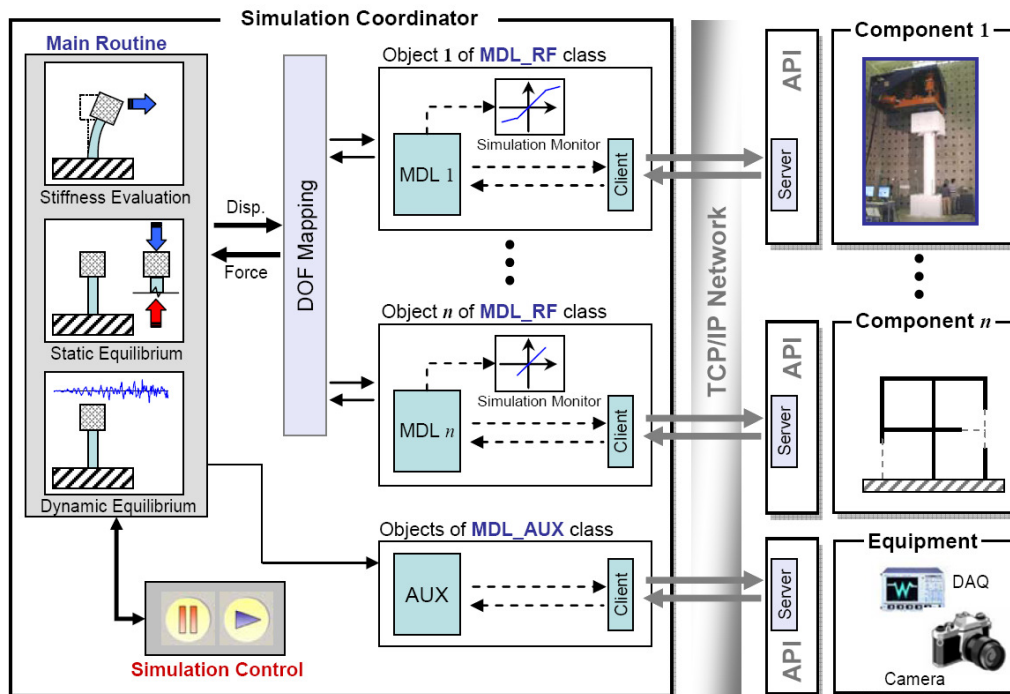 Simulation Coordinator
Main Routine
Stiffness Evaluation
Static Equilibrium
Dynamic Equilibrium
Simulation Control
Disp.
Force
DOF Mapping
Object 1 of MDL_RF class
MDL 1
Simulation Monitor
Client
Object n of MDL_RF class
MDL n
Simulation Monitor
Client
Objects of MDL_AUX class
AUX
Client
TCP/IP Network
API
Server
Component 1
API
Server
Component n
Server
API
Equipment
DAQ
Camera